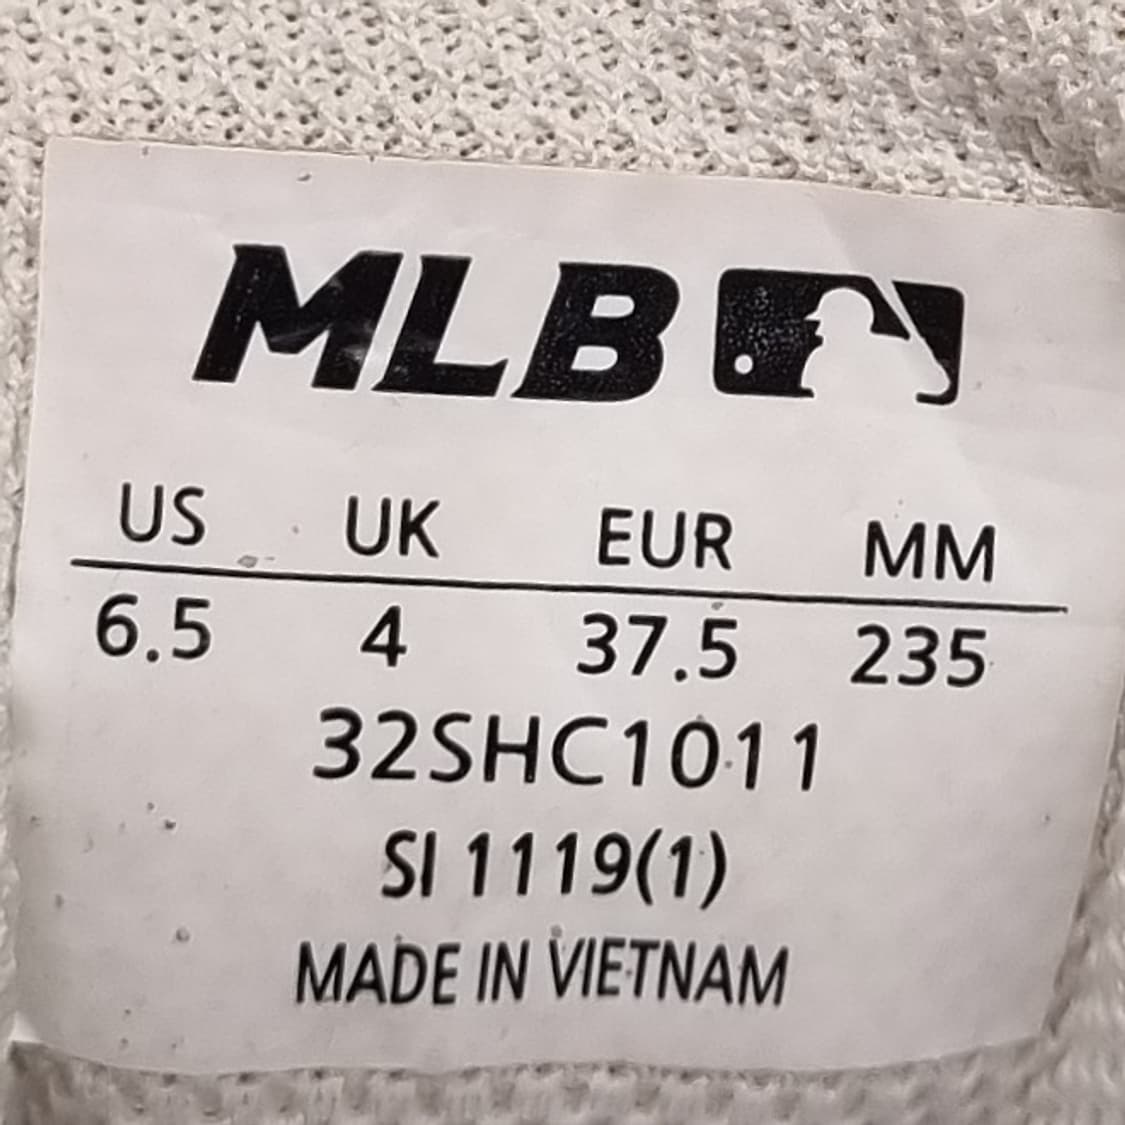 MLB
US UK EUR MM
6.5 4 37.5 235
32SHC1011
SI 1119(1)
MADE IN VIETNAM